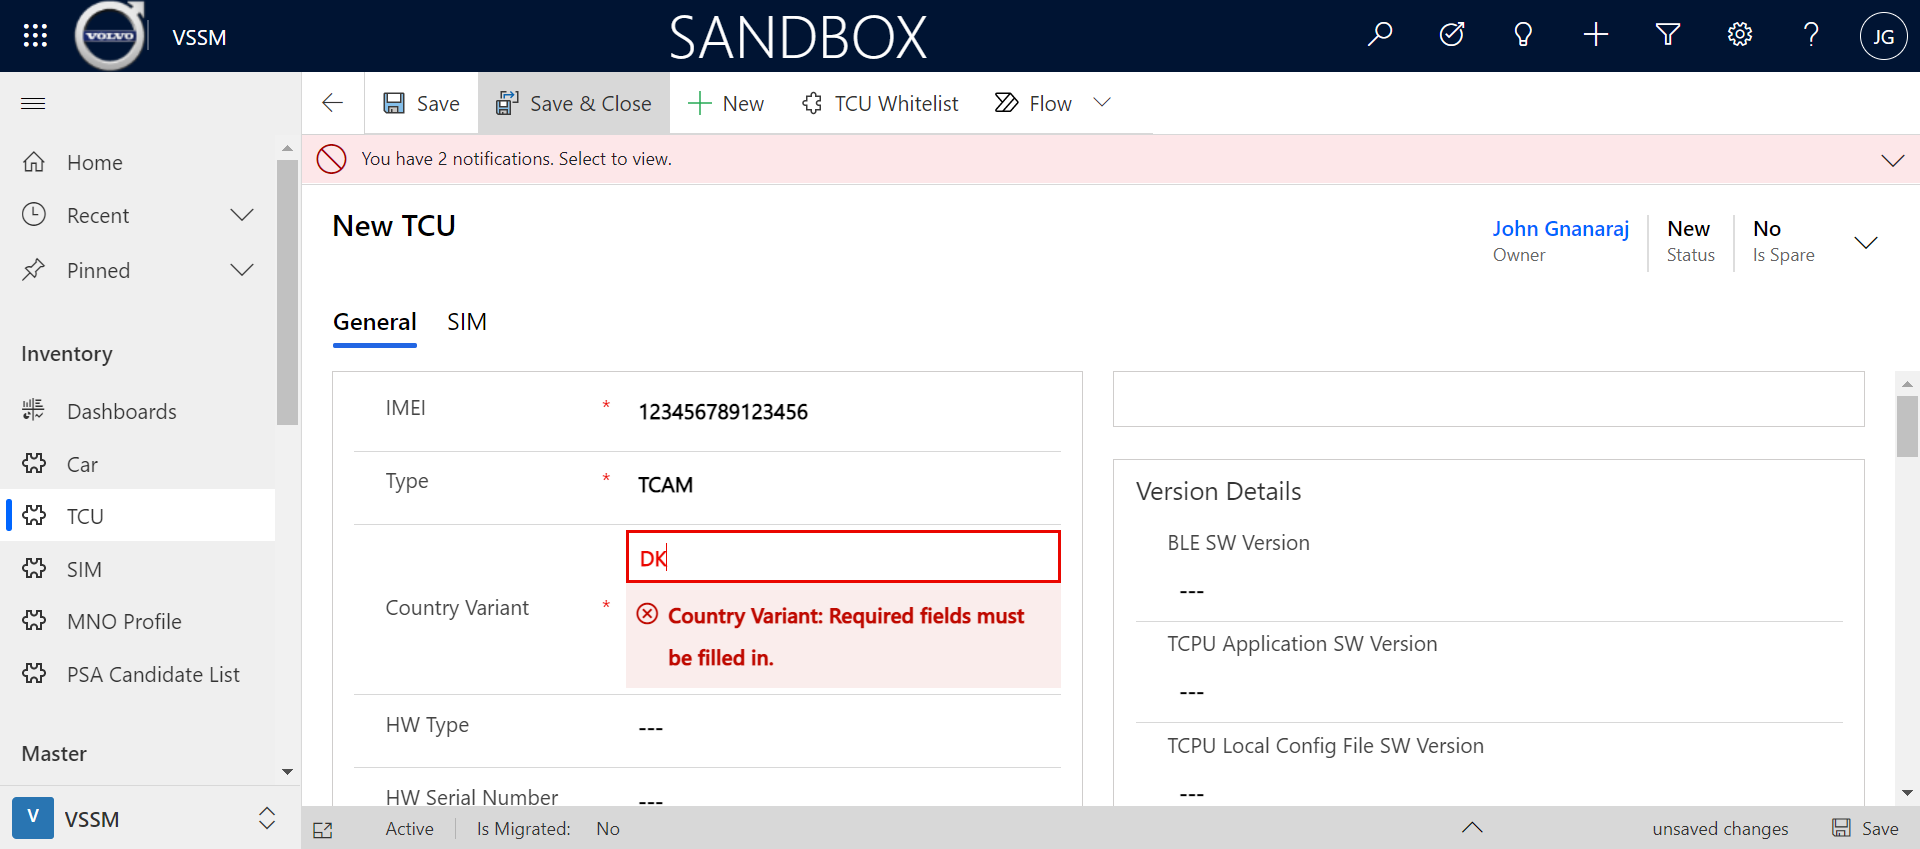 VOLVO
VSSM
SANDBOX
JG
Save
Save & Close
New
TCU Whitelist
Flow
You have 2 notifications. Select to view.
Home
Recent
Pinned
Inventory
Dashboards
Car
TCU
SIM
MNO Profile
PSA Candidate List
Master
V VSSM
New TCU
John Gnanaraj
Owner
New
Status
No
Is Spare
General SIM
IMEI * 123456789123456
Type * TCAM
Country Variant * DK
Country Variant: Required fields must
be filled in.
HW Type ---
HW Serial Number ---
Version Details
BLE SW Version
---
TCPU Application SW Version
---
TCPU Local Config File SW Version
---
Active Is Migrated: No unsaved changes Save